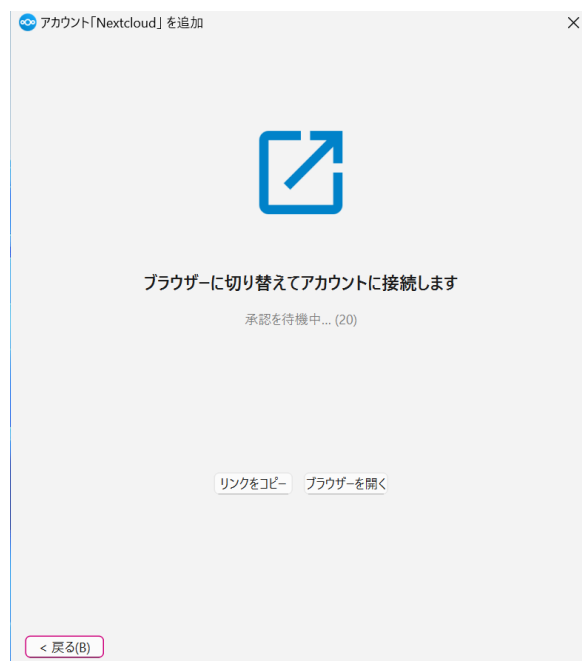 アカウント「Nextcloud」を追加
ブラウザーに切り替えてアカウントに接続します
承認を待機中... (20)
リンクをコピー ブラウザーを開く
< 戻る(B)